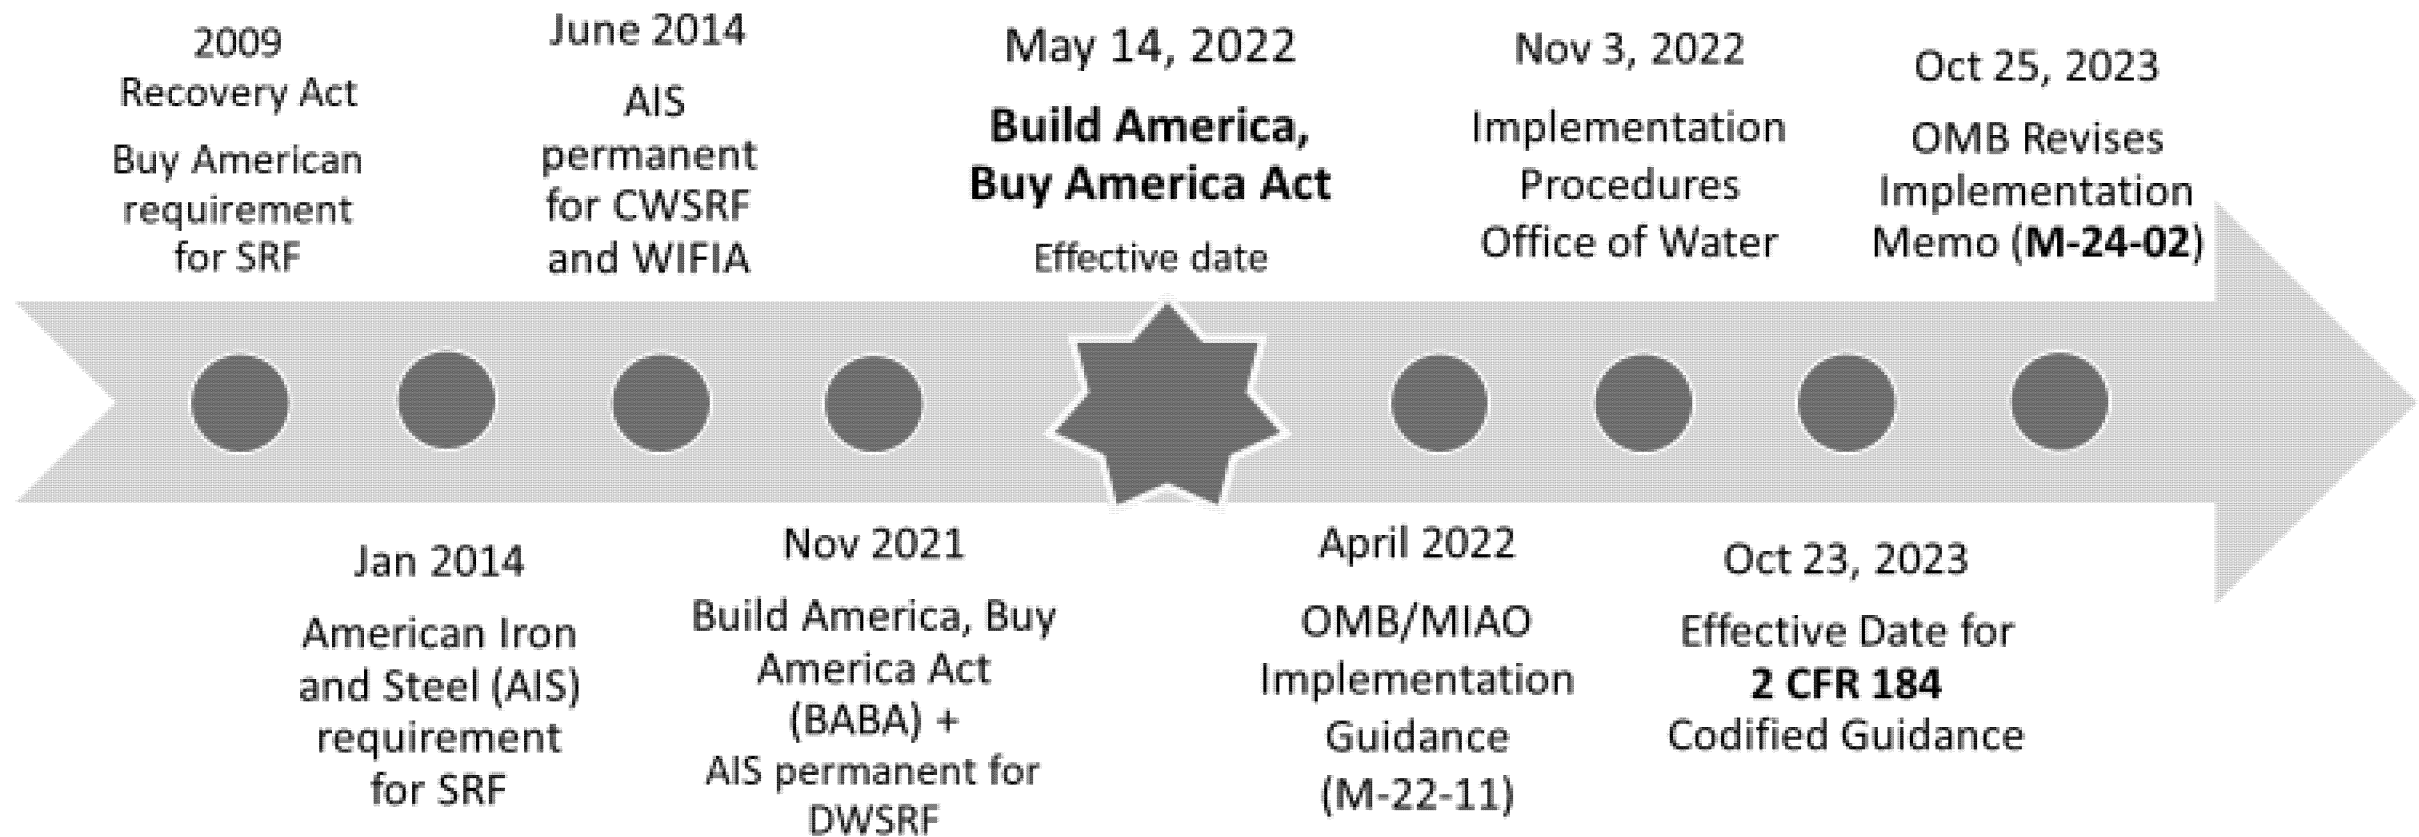 2009
Recovery Act
Buy American
requirement
for SRF
Jan 2014
American Iron
and Steel (AIS)
requirement
for SRF
June 2014
AIS
permanent
for CWSRF
and WIFIA
Nov 2021
Build America, Buy
America Act
(BABA) +
AIS permanent for
DWSRF
May 14, 2022
Build America,
Buy America Act
Effective date
April 2022
OMB/MIAO
Implementation
Guidance
(M-22-11)
Nov 3, 2022
Implementation
Procedures
Office of Water
Oct 23, 2023
Effective Date for
2 CFR 184
Codified Guidance
Oct 25, 2023
OMB Revises
Implementation
Memo (M-24-02)